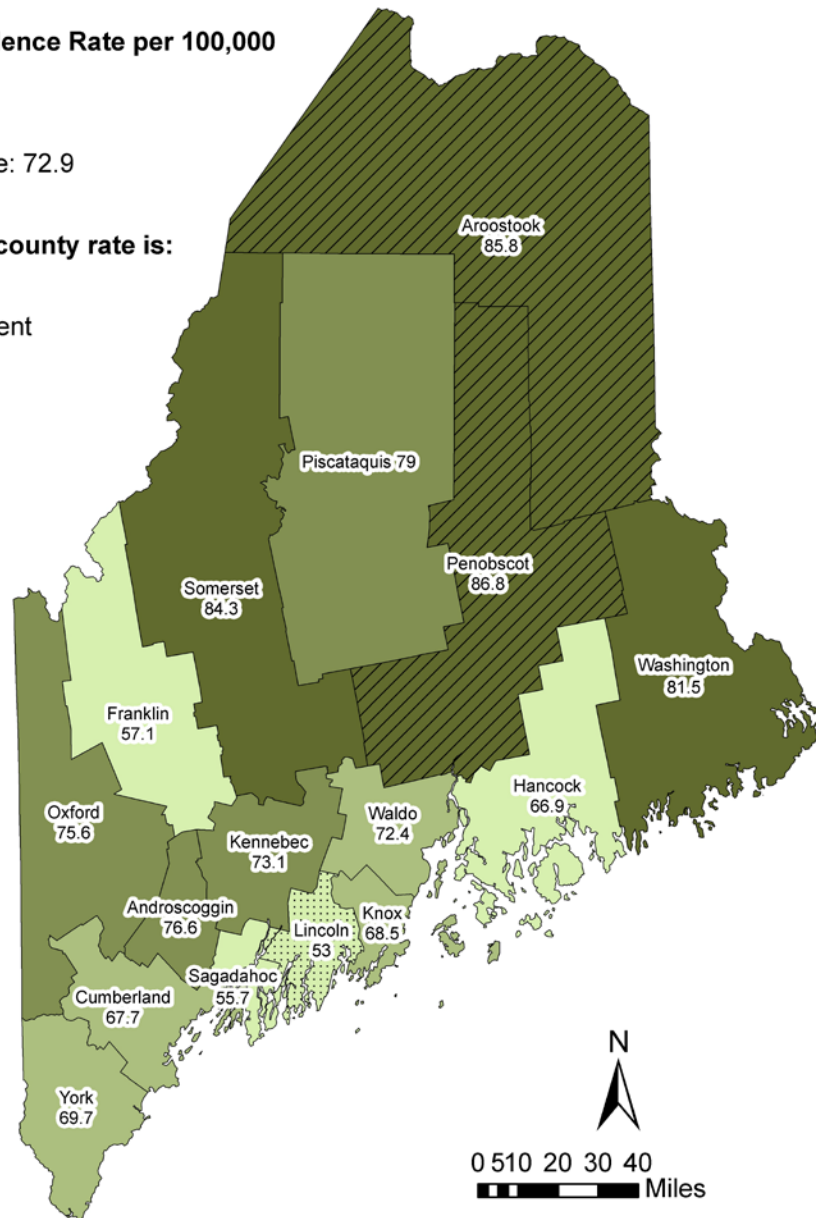 ence Rate per 100,000
e: 72.9
county rate is:
ent
Aroostook
85.8
Piscataquis 79
Penobscot
86.8
Somerset
84.3
Washington
81.5
Franklin
57.1
Hancock
66.9
Oxford
75.6
Waldo
72.4
Kennebec
73.1
Androscoggin
76.6
Lincoln
53
Knox
68.5
Sagadahoc
55.7
Cumberland
67.7
York
69.7
N
0 510 20 30 40
Miles